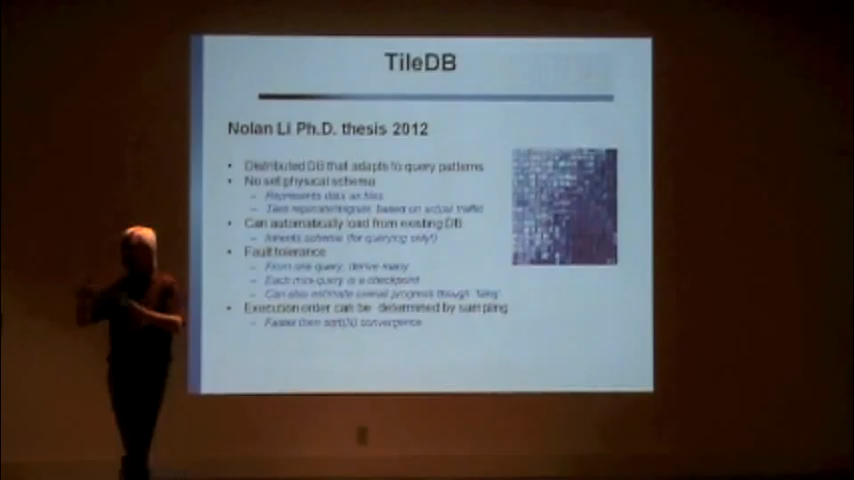 TileDB
Nolan Li Ph.D. thesis 2012
• Distributed DB that adapts to query patterns
• No set physical schema
– Represents data as tiles
– Tiles replicate/migrate based on actual traffic
• Can automatically load from existing DB
– Inherits schema (for querying only!)
• Fault tolerance
– From one query, derive many
– Each mini-query is a checkpoint
– Can also estimate overall progress through 'tiling'
• Execution order can be determined by sampling
– Faster then sqrt(N) convergence